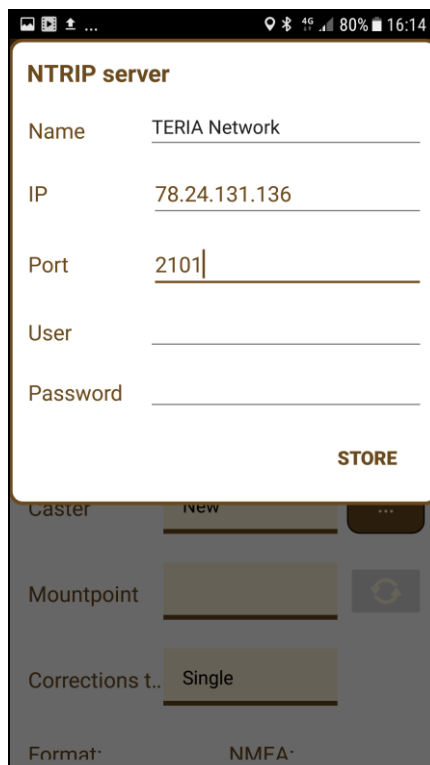 ... 4G 80% 16:14
NTRIP server
Name TERIA Network
IP 78.24.131.136
Port 2101
User
Password
STORE
Caster New ...
Mountpoint
Corrections t.. Single
Format: NMEA: